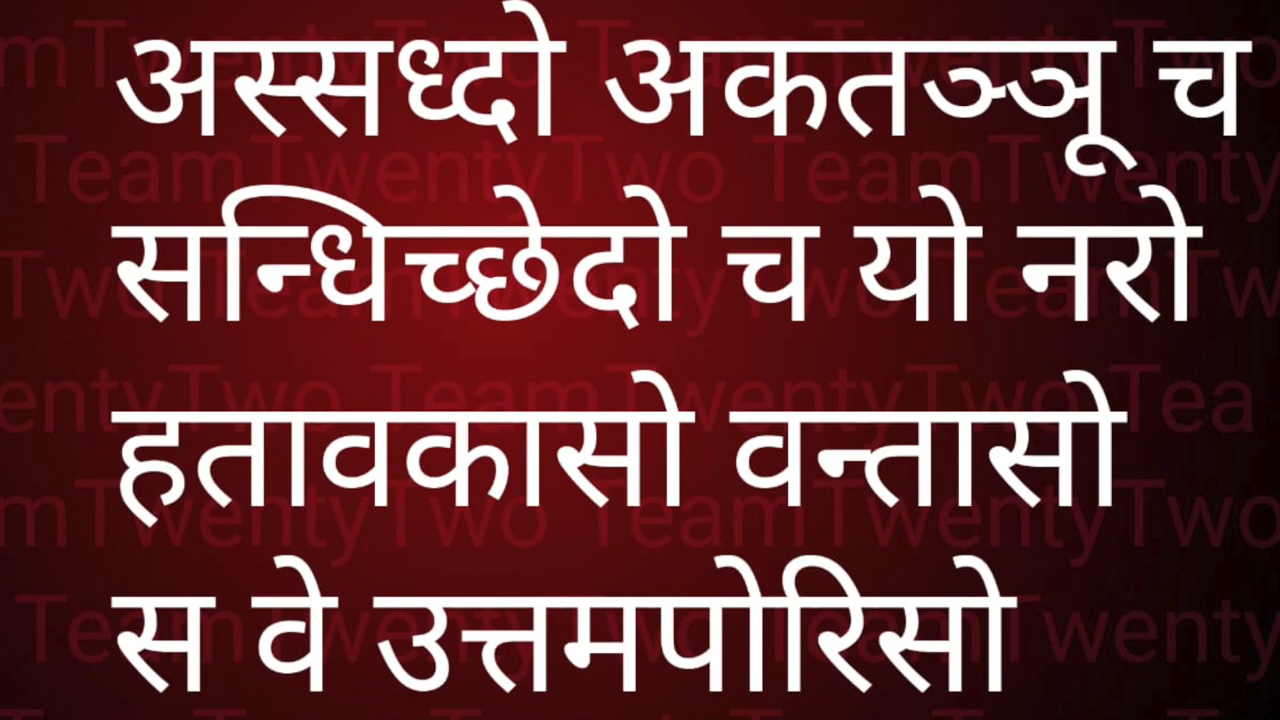 अस्सध्दो अकतञ्ञू च
सन्धिच्छेदो च यो नरो
हतावकासो वन्तासो
स वे उत्तमपोरिसो